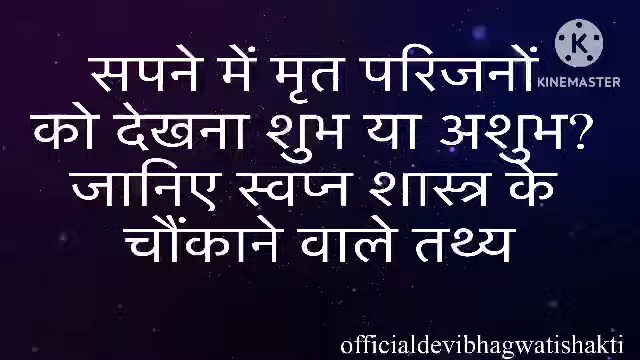 KINEMASTER
सपने में मृत परिजनों
को देखना शुभ या अशुभ?
जानिए स्वप्न शास्त्र के
चौंकाने वाले तथ्य
officialdevibhagwatishakti